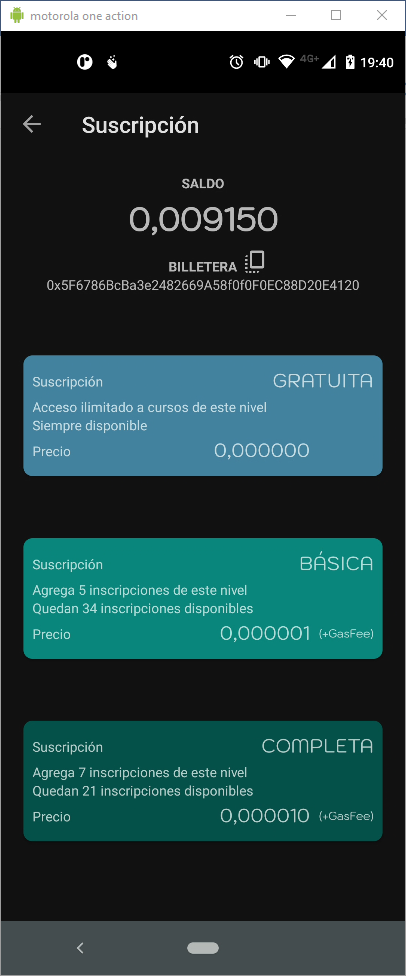 motorola one action
4G+ 19:40
Suscripción
SALDO
0,009150
BILLETERA
0x5F6786BcBa3e2482669A58f0f0F0EC88D20E4120
Suscripción GRATUITA
Acceso ilimitado a cursos de este nivel
Siempre disponible
Precio 0,000000
Suscripción BÁSICA
Agrega 5 inscripciones de este nivel
Quedan 34 inscripciones disponibles
Precio 0,000001 (+GasFee)
Suscripción COMPLETA
Agrega 7 inscripciones de este nivel
Quedan 21 inscripciones disponibles
Precio 0,000010 (+GasFee)